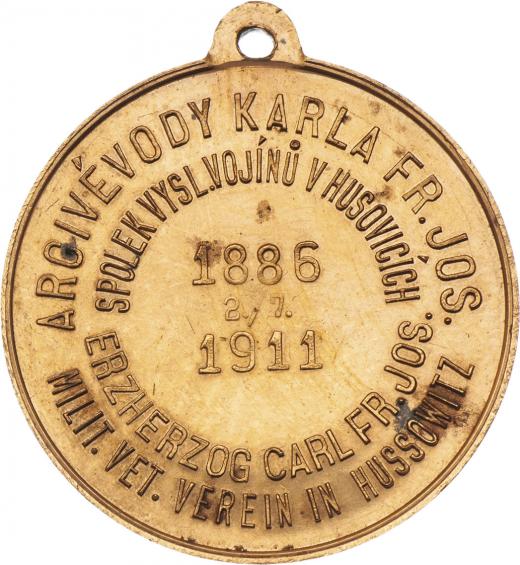 ARCIVÉVODY KARLA FR. JOS.
SPOLEK VYSL. VOJÍNŮ V HUSOVICÍCH
1886
2. 7.
1911
ERZHERZOG CARL FR. JOS.
MILIT. VET. VEREIN IN HUSSOWITZ